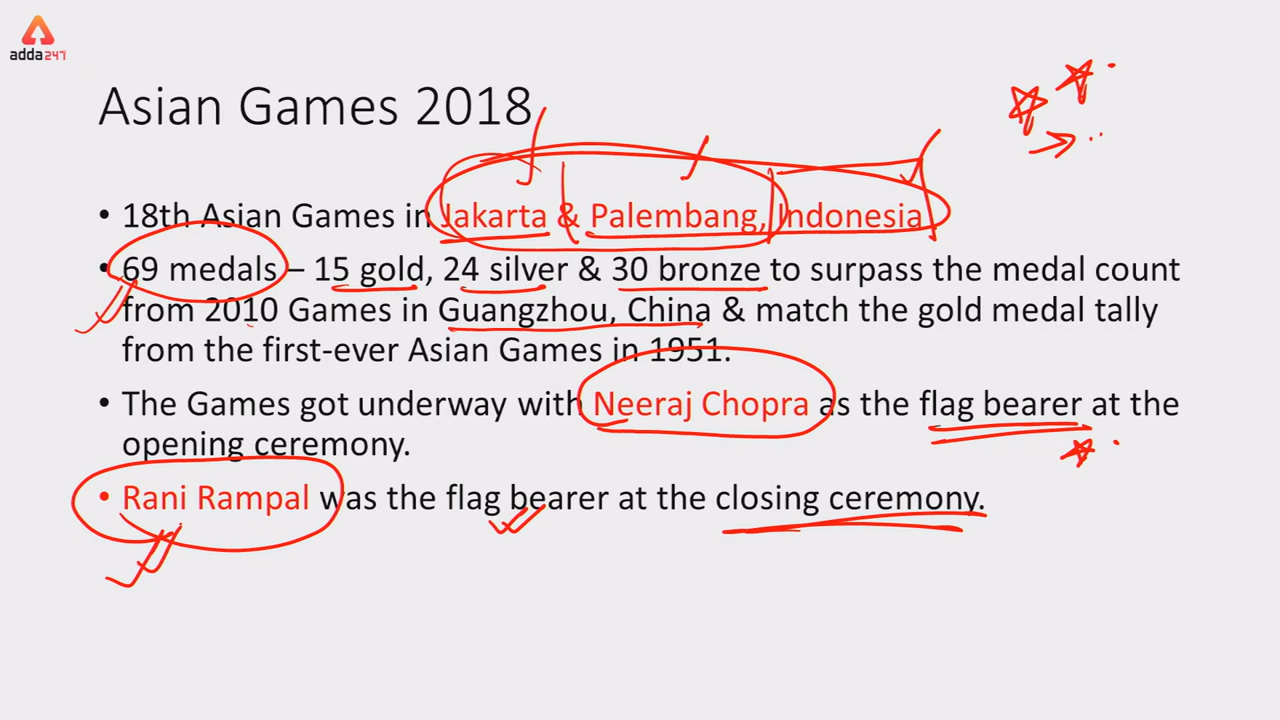 adda247
Asian Games 2018
• 18th Asian Games in Jakarta & Palembang, Indonesia
• 69 medals – 15 gold, 24 silver & 30 bronze to surpass the medal count
from 2010 Games in Guangzhou, China & match the gold medal tally
from the first-ever Asian Games in 1951.
• The Games got underway with Neeraj Chopra as the flag bearer at the
opening ceremony.
• Rani Rampal was the flag bearer at the closing ceremony.